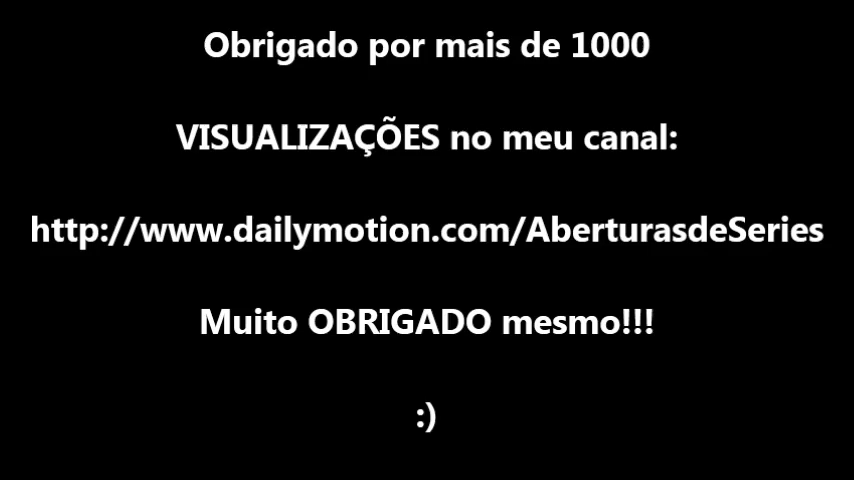 Obrigado por mais de 1000
VISUALIZAÇÕES no meu canal:
http://www.dailymotion.com/AberturasdeSeries
Muito OBRIGADO mesmo!!!
:)